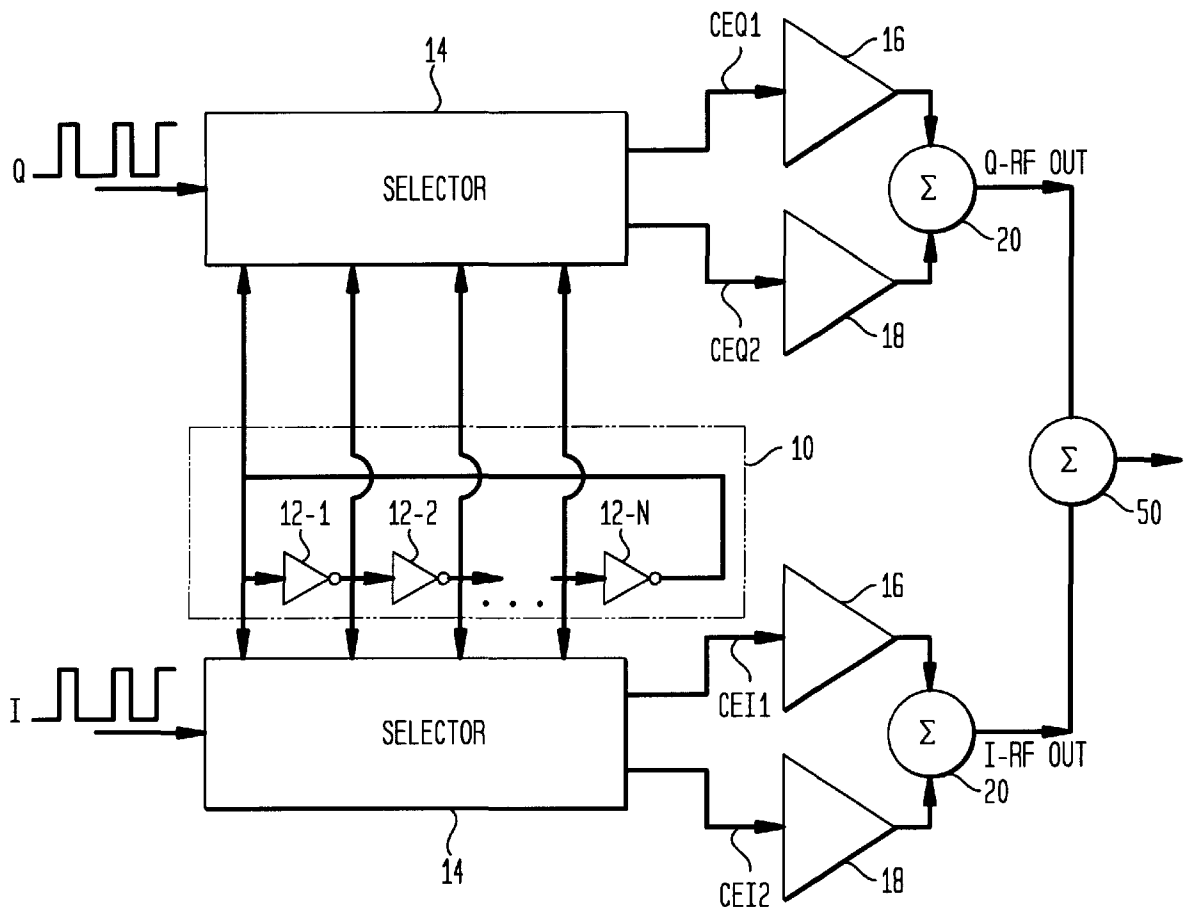 CEQ1
16
14
Q
SELECTOR
Σ
Q-RF OUT
20
CEQ2
18
10
12-1
12-2
12-N
. . .
Σ
50
16
I
SELECTOR
CEI1
Σ
I-RF OUT
20
14
CEI2
18